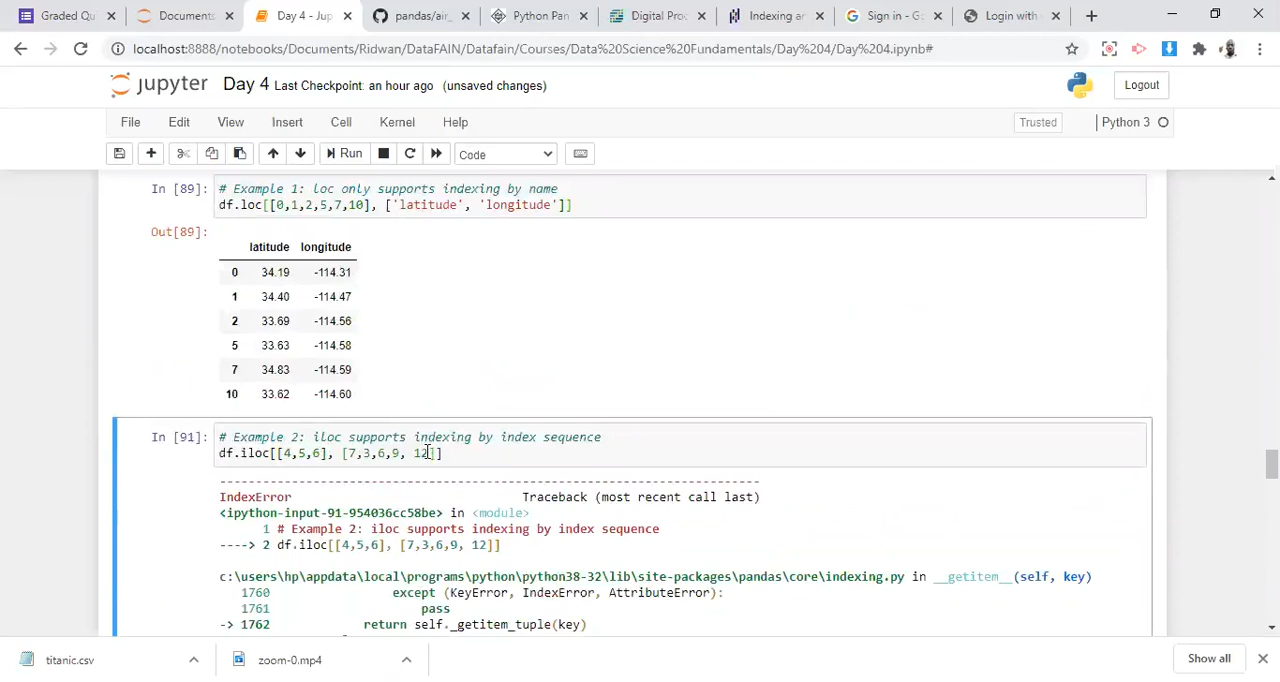 Graded Qu
Documents
Day 4 - Jup
pandas/air_
Python Pan
Digital Proc
Indexing an
Sign in - Go
Login with
localhost:8888/notebooks/Documents/Ridwan/DataFAIN/Datafain/Courses/Data%20Science%20Fundamentals/Day%204/Day%204.ipynb#
jupyter Day 4 Last Checkpoint: an hour ago (unsaved changes)
Logout
File Edit View Insert Cell Kernel Help
Trusted
Python 3
Run
Code
In [89]: # Example 1: loc only supports indexing by name
df.loc[[0,1,2,5,7,10], ['latitude', 'longitude']]
Out[89]:
latitude longitude
0 34.19 -114.31
1 34.40 -114.47
2 33.69 -114.56
5 33.63 -114.58
7 34.83 -114.59
10 33.62 -114.60
In [91]: # Example 2: iloc supports indexing by index sequence
df.iloc[[4,5,6], [7,3,6,9, 12]]
---------------------------------------------------------------------------
IndexError Traceback (most recent call last)
<ipython-input-91-954036cc58be> in <module>
1 # Example 2: iloc supports indexing by index sequence
----> 2 df.iloc[[4,5,6], [7,3,6,9, 12]]
c:\users\hp\appdata\local\programs\python\python38-32\lib\site-packages\pandas\core\indexing.py in __getitem__(self, key)
1760 except (KeyError, IndexError, AttributeError):
1761 pass
-> 1762 return self._getitem_tuple(key)
titanic.csv
zoom-0.mp4
Show all